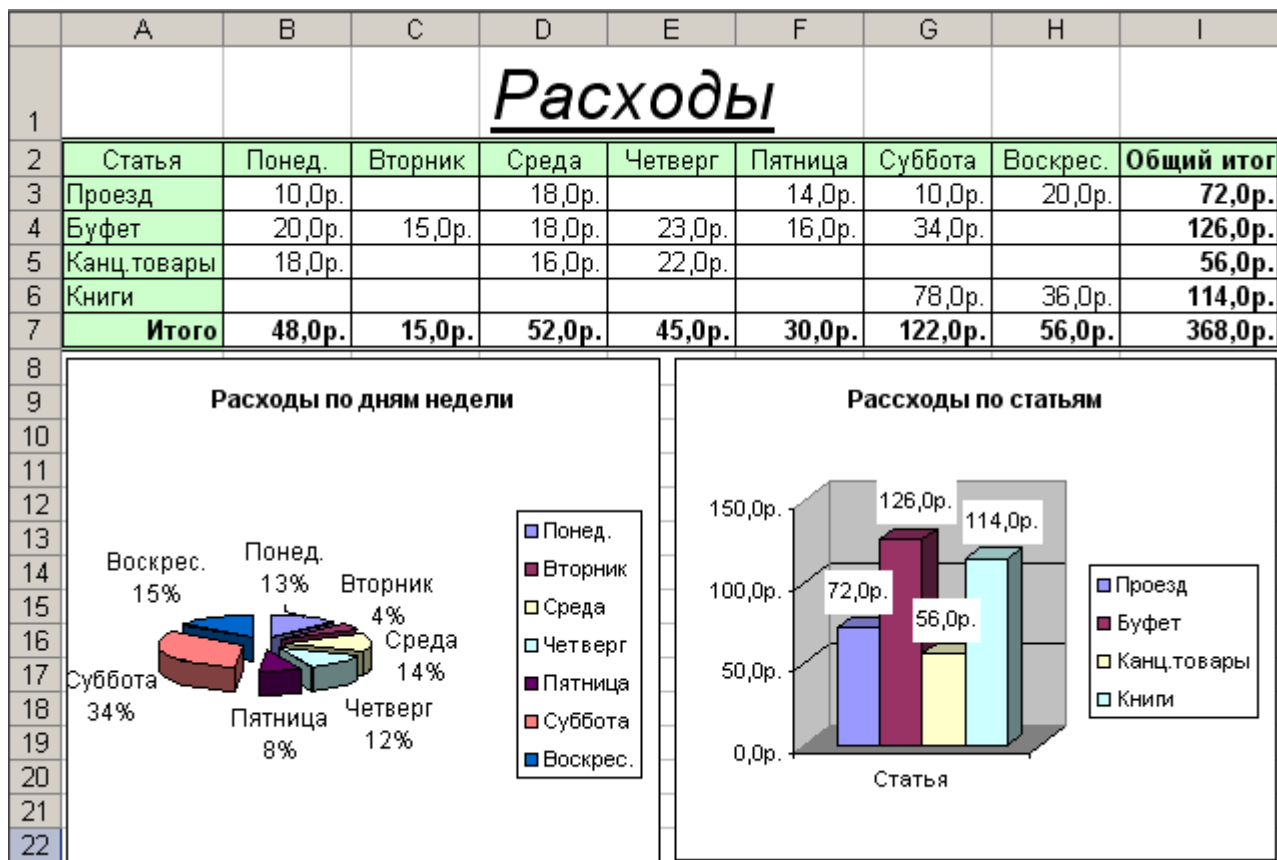 A B C D E F G H I
1 Расходы
2 Статья Понед. Вторник Среда Четверг Пятница Суббота Воскрес. Общий итог
3 Проезд 10,0р. 18,0р. 14,0р. 10,0р. 20,0р. 72,0р.
4 Буфет 20,0р. 15,0р. 18,0р. 23,0р. 16,0р. 34,0р. 126,0р.
5 Канц.товары 18,0р. 16,0р. 22,0р. 56,0р.
6 Книги 78,0р. 36,0р. 114,0р.
7 Итого 48,0р. 15,0р. 52,0р. 45,0р. 30,0р. 122,0р. 56,0р. 368,0р.
8
9
10
11
12
13
14
15
16
17
18
19
20
21
22
Расходы по дням недели
Понед.
13%
Вторник
4%
Среда
14%
Четверг
12%
Пятница
8%
Суббота
34%
Воскрес.
15%
Понед.
Вторник
Среда
Четверг
Пятница
Суббота
Воскрес.
Рассходы по статьям
150,0р.
100,0р.
50,0р.
0,0р.
72,0р.
126,0р.
56,0р.
114,0р.
Статья
Проезд
Буфет
Канц.товары
Книги